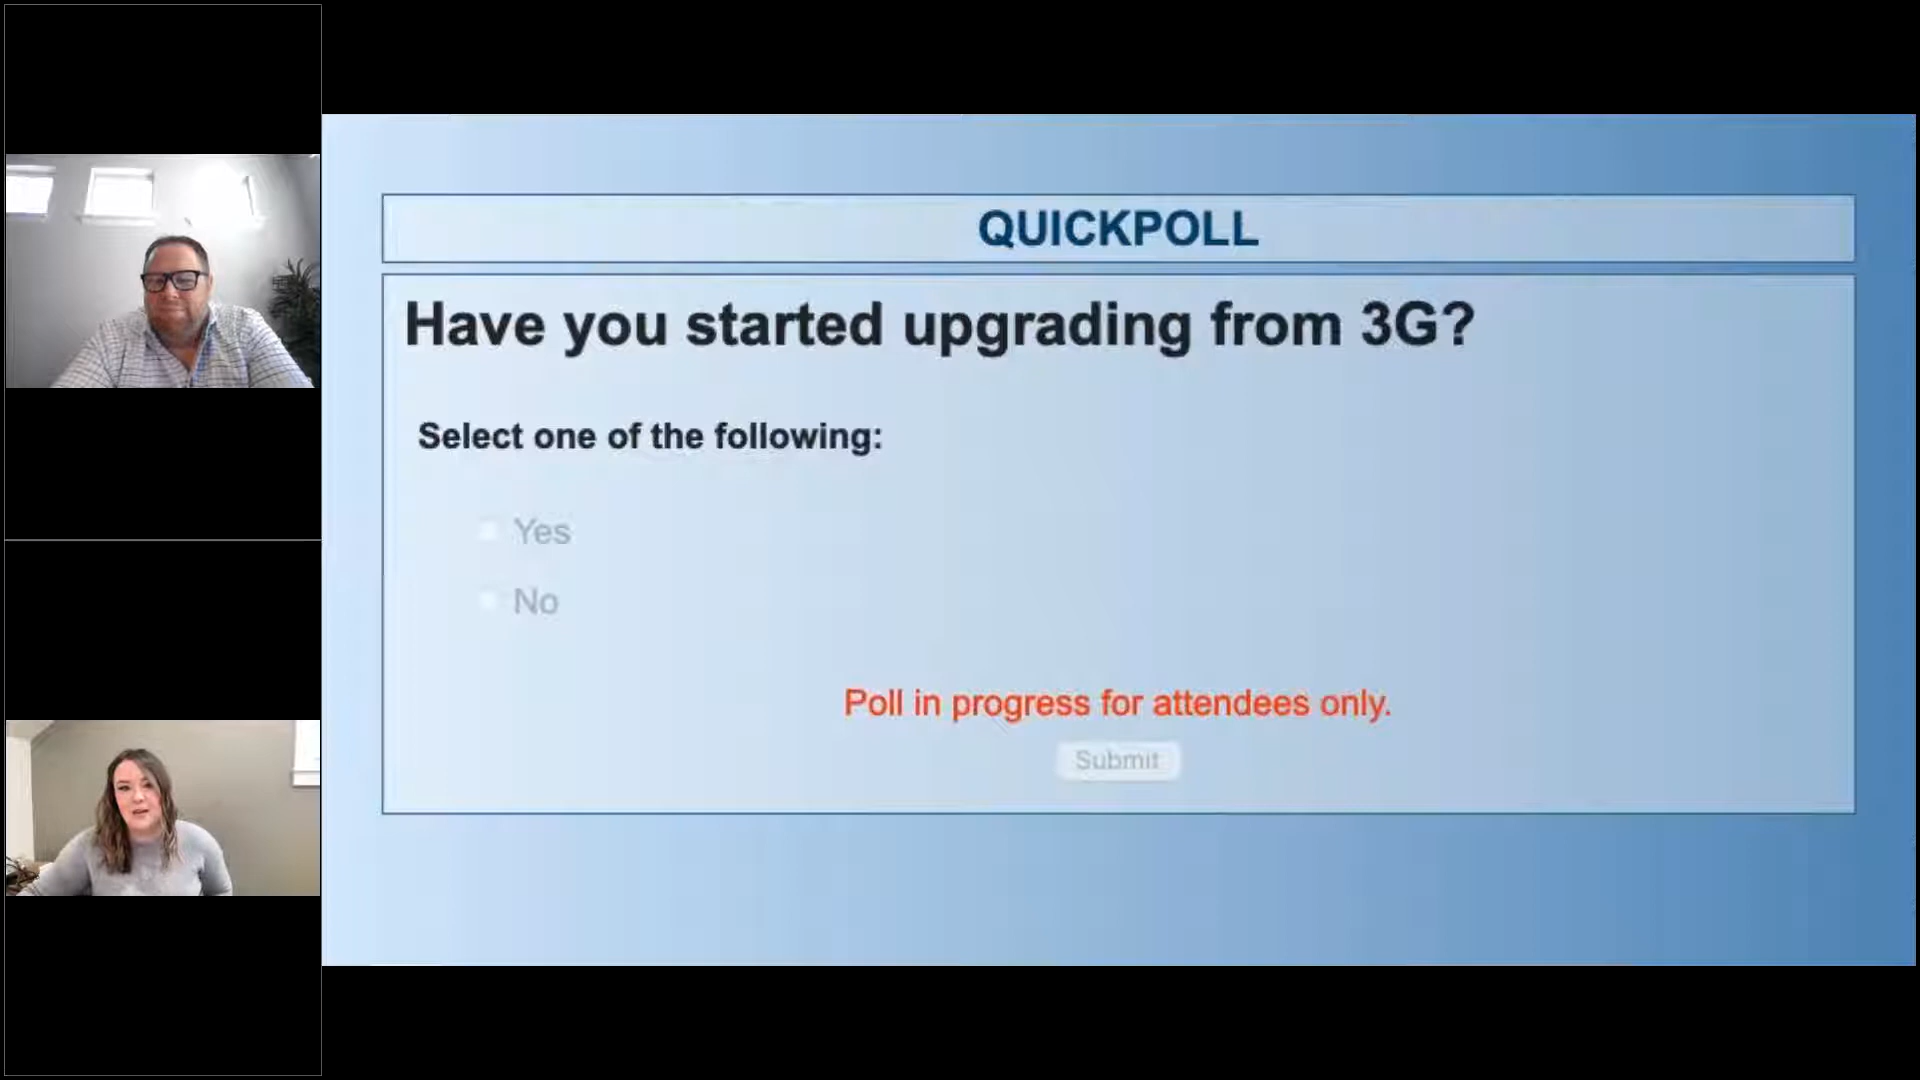 QUICKPOLL
Have you started upgrading from 3G?
Select one of the following:
Yes
No
Poll in progress for attendees only.
Submit